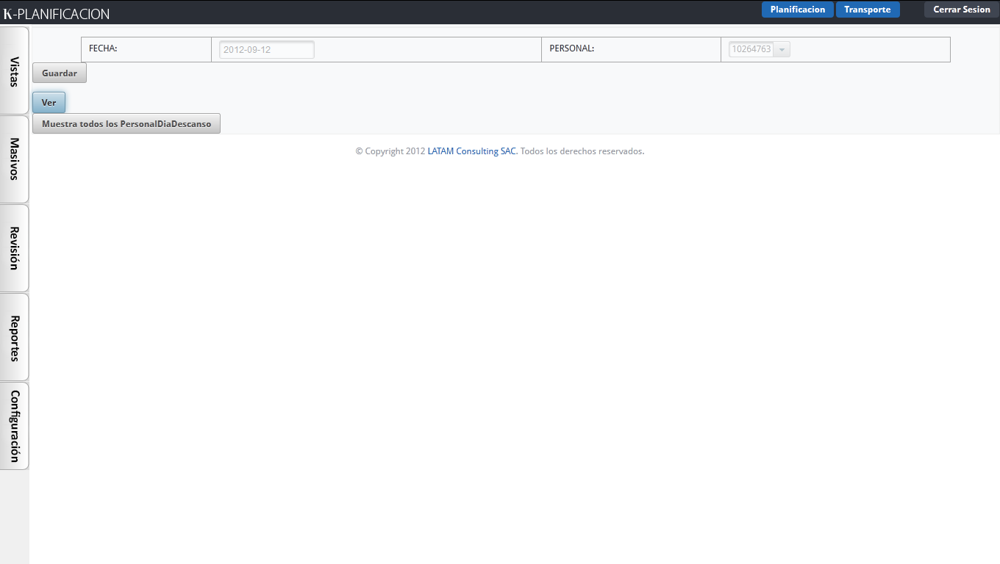 K-PLANIFICACION
Planificacion
Transporte
Cerrar Sesion
Vistas
Masivos
Revisión
Reportes
Configuración
FECHA:
2012-09-12
PERSONAL:
10264763
Guardar
Ver
Muestra todos los PersonalDiaDescanso
© Copyright 2012 LATAM Consulting SAC. Todos los derechos reservados.